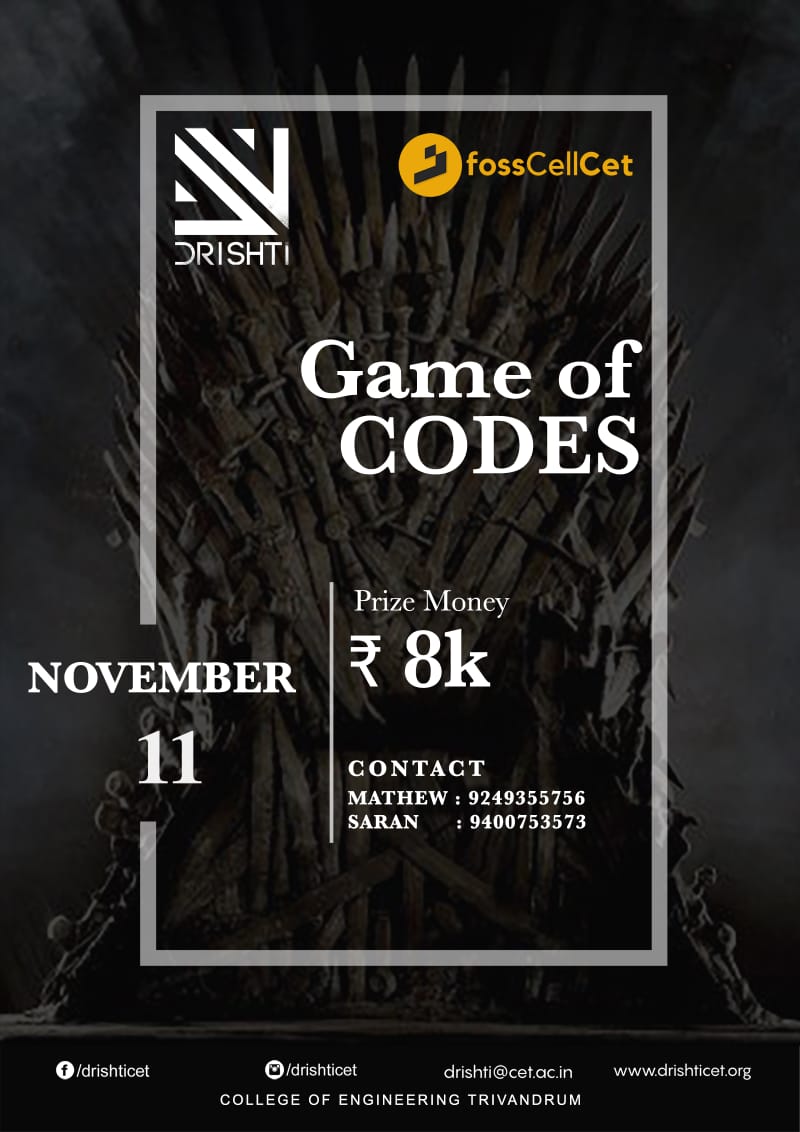 DRISHTI
fossCellCet
Game of
CODES
Prize Money
₹ 8k
NOVEMBER
11
CONTACT
MATHEW : 9249355756
SARAN : 9400753573
/drishticet
/drishticet
drishti@cet.ac.in
www.drishticet.org
COLLEGE OF ENGINEERING TRIVANDRUM